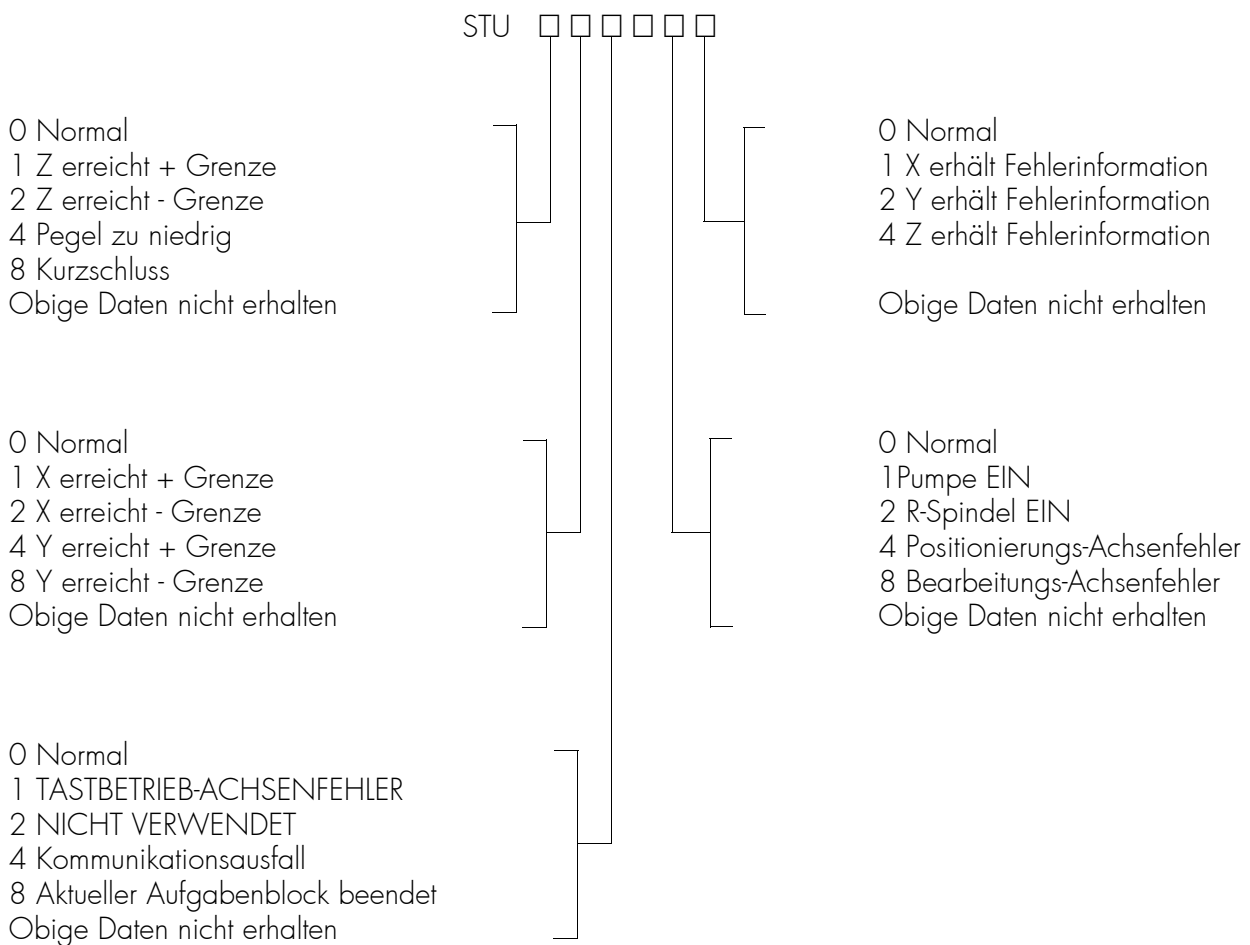 STU □ □ □ □ □ □
0 Normal
1 Z erreicht + Grenze
2 Z erreicht - Grenze
4 Pegel zu niedrig
8 Kurzschluss
Obige Daten nicht erhalten
0 Normal
1 X erhält Fehlerinformation
2 Y erhält Fehlerinformation
4 Z erhält Fehlerinformation
Obige Daten nicht erhalten
0 Normal
1 X erreicht + Grenze
2 X erreicht - Grenze
4 Y erreicht + Grenze
8 Y erreicht - Grenze
Obige Daten nicht erhalten
0 Normal
1Pumpe EIN
2 R-Spindel EIN
4 Positionierungs-Achsenfehler
8 Bearbeitungs-Achsenfehler
Obige Daten nicht erhalten
0 Normal
1 TASTBETRIEB-ACHSENFEHLER
2 NICHT VERWENDET
4 Kommunikationsausfall
8 Aktueller Aufgabenblock beendet
Obige Daten nicht erhalten